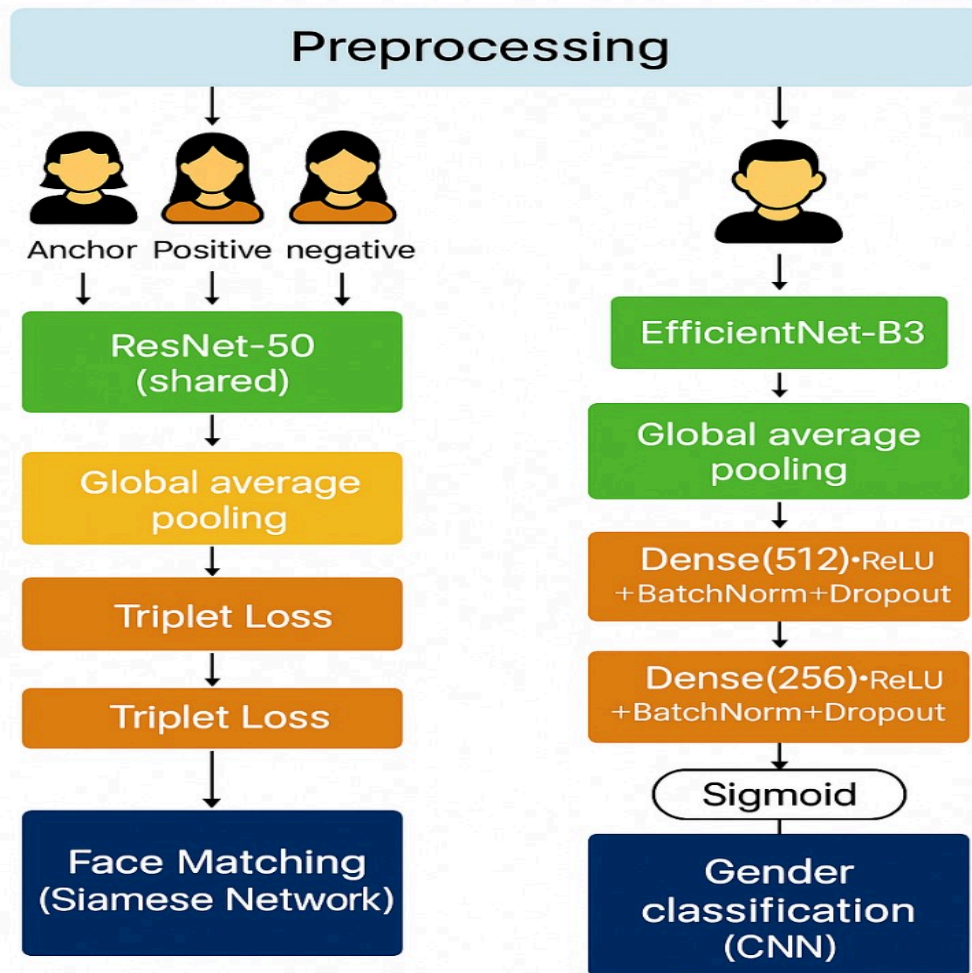 Preprocessing
Anchor Positive negative
ResNet-50
(shared)
Global average
pooling
Triplet Loss
Triplet Loss
Face Matching
(Siamese Network)
EfficientNet-B3
Global average
pooling
Dense(512)•ReLU
+BatchNorm+Dropout
Dense(256)•ReLU
+BatchNorm+Dropout
Sigmoid
Gender
classification
(CNN)